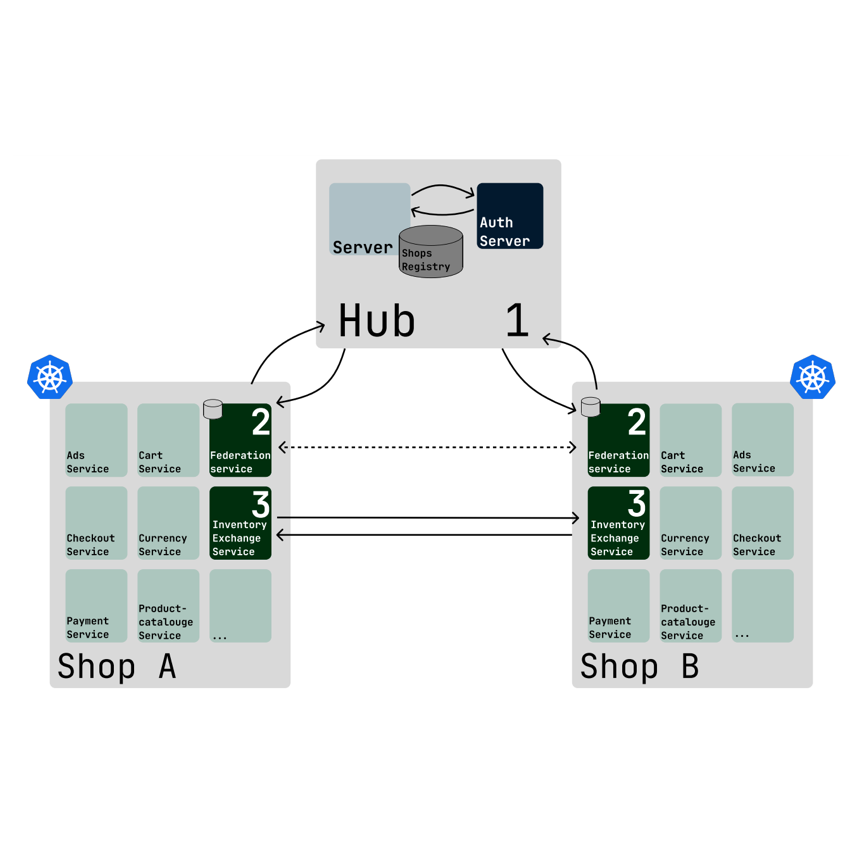 Server
Auth
Server
Shops
Registry
Hub 1
2
Ads
Service
Cart
Service
Federation
service
3
Checkout
Service
Currency
Service
Inventory
Exchange
Service
Payment
Service
Product-
catalouge
Service
...
Shop A
2
Federation
service
Cart
Service
Ads
Service
3
Inventory
Exchange
Service
Currency
Service
Checkout
Service
Payment
Service
Product-
catalouge
Service
...
Shop B